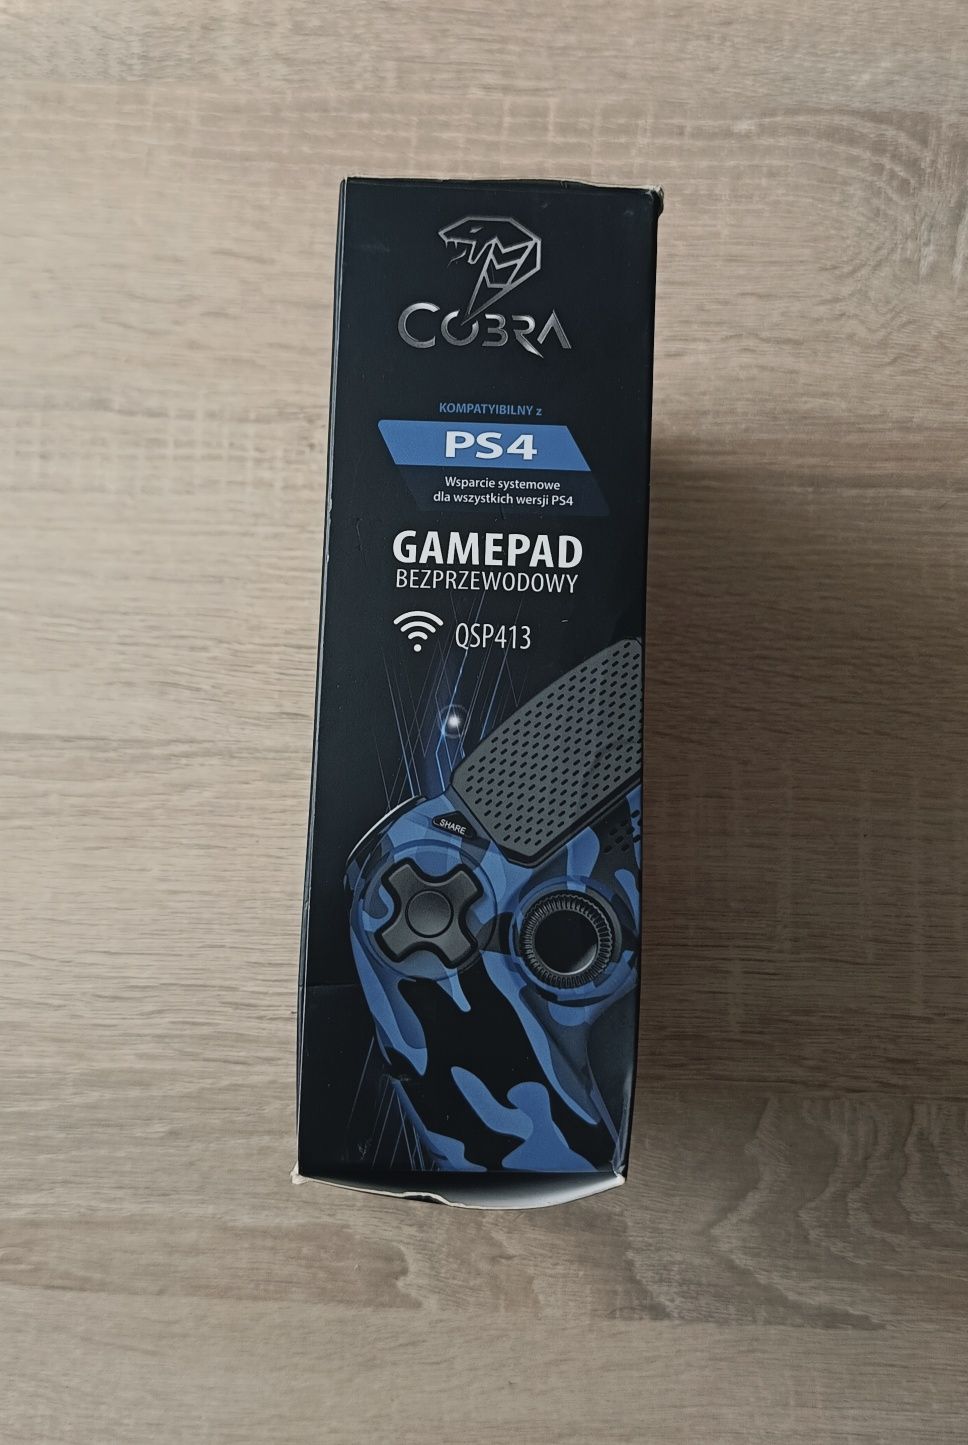 COBRA
KOMPATYIBILNY z
PS4
Wsparcie systemowe
dla wszystkich wersji PS4
GAMEPAD
BEZPRZEWODOWY
QSP413
SHARE